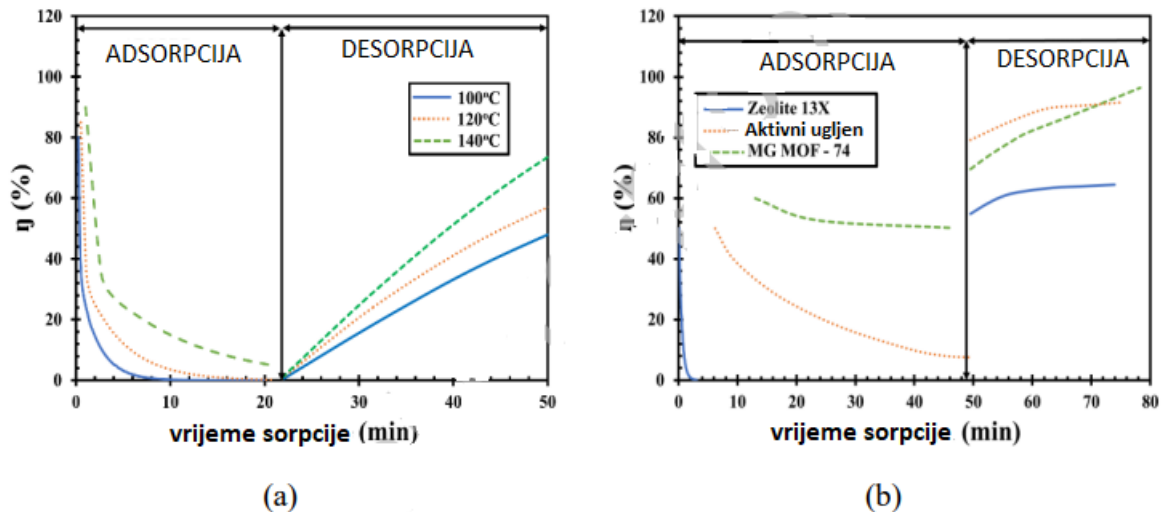 ADSORPCIJA
DESORPCIJA
100ºC
120ºC
140ºC
120
100
80
60
40
20
0
ŋ (%)
0 10 20 30 40 50
vrijeme sorpcije (min)
(a)
ADSORPCIJA
DESORPCIJA
Zeolite 13X
Aktivni ugljen
MG MOF - 74
120
100
80
60
40
20
0
ŋ (%)
0 10 20 30 40 50 60 70 80
vrijeme sorpcije (min)
(b)